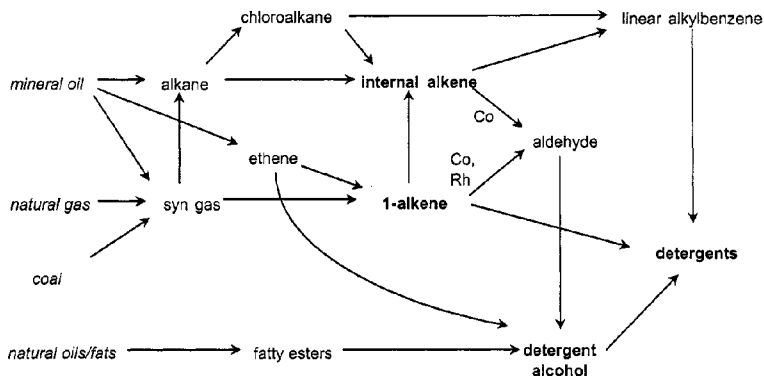 chloroalkane
linear alkylbenzene
mineral oil
alkane
internal alkene
Co
aldehyde
ethene
Co,
Rh
natural gas
syn gas
1-alkene
detergents
coal
natural oils/fats
fatty esters
detergent
alcohol